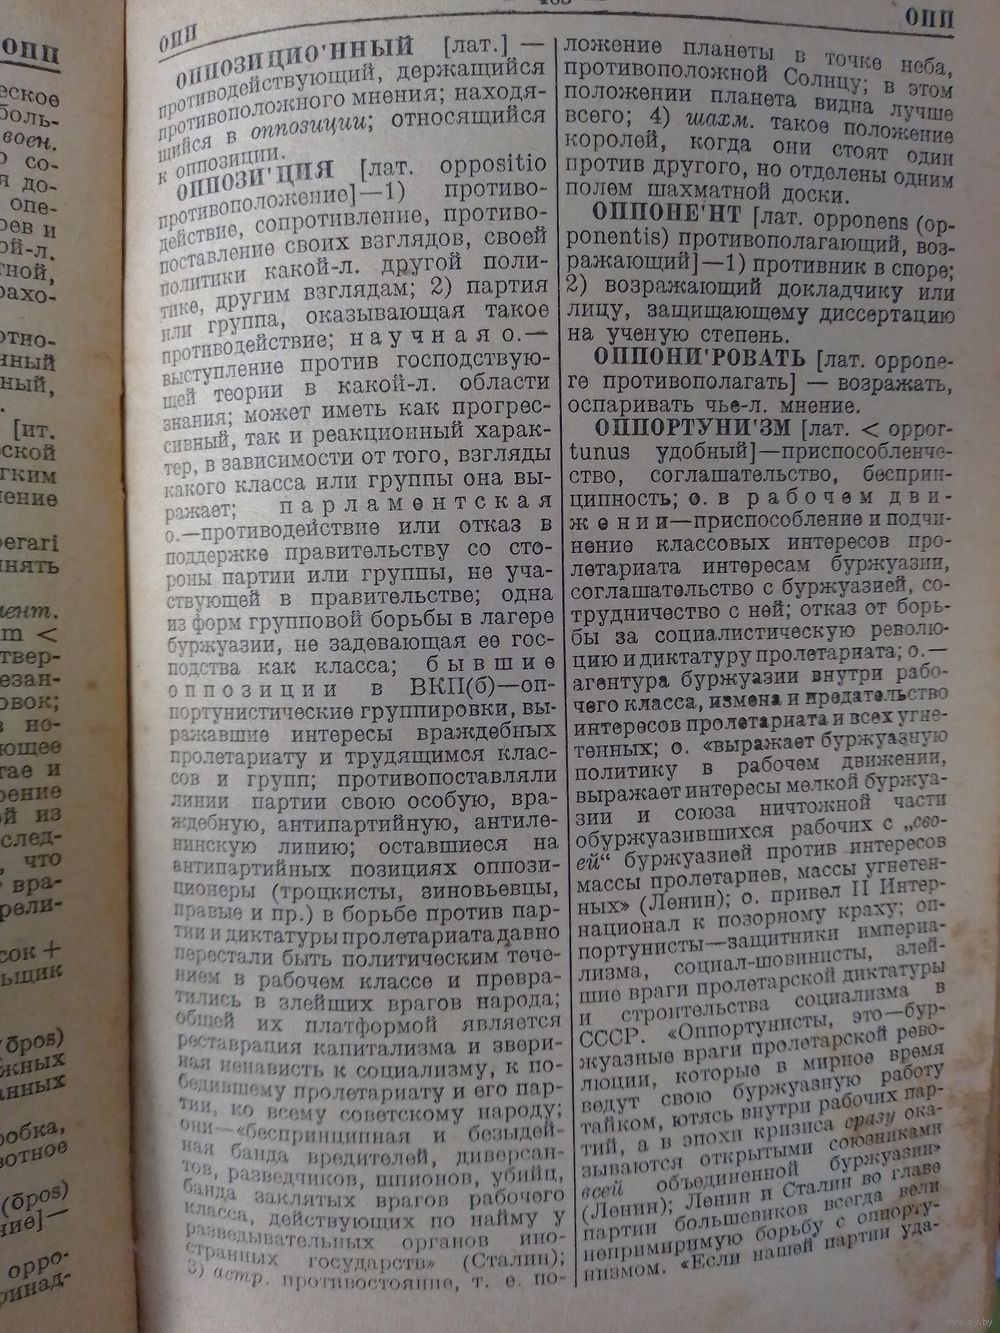 ОПП
ОПП
ОППОЗИЦИО'ННЫЙ [лат.] —
противодействующий, держащийся
противоположного мнения; находя-
щийся в оппозиции; относящийся
к оппозиции.
ОППОЗИ'ЦИЯ [лат. oppositio
противоположение]—1) противо-
действие, сопротивление, противо-
поставление своих взглядов, своей
политики какой-л. другой поли-
тике, другим взглядам; 2) партия
или группа, оказывающая такое
противодействие; научная о.—
выступление против господствую-
щей теории в какой-л. области
знания; может иметь как прогрес-
сивный, так и реакционный харак-
тер, в зависимости от того, взгляды
какого класса или группы она вы-
ражает; парламентская
о.—противодействие или отказ в
поддержке правительству со сто-
роны партии или группы, не уча-
ствующей в правительстве; одна
из форм групповой борьбы в лагере
буржуазии, не задевающая ее гос-
подства как класса; бывшие
оппозиции в ВКП(б)—оп-
портунистические группировки, вы-
ражавшие интересы враждебных
пролетариату и трудящимся клас-
сов и групп; противопоставляли
линии партии свою особую, вра-
ждебную, антипартийную, антиле-
нинскую линию; оставшиеся на
антипартийных позициях оппози-
ционеры (троцкисты, зиновьевцы,
правые и пр.) в борьбе против пар-
тии и диктатуры пролетариата давно
перестали быть политическим тече-
нием в рабочем классе и превра-
тились в злейших врагов народа;
общей их платформой является
реставрация капитализма и звери-
ная ненависть к социализму, к по-
бедившему пролетариату и его пар-
тии, ко всему советскому народу;
они—«беспринципная и безыдей-
ная банда вредителей, диверсан-
тов, разведчиков, шпионов, убийц,
банда заклятых врагов рабочего
класса, действующих по найму у
разведывательных органов ино-
странных государств» (Сталин);
3) астр. противостояние, т. е. по-
ложение планеты в точке неба,
противоположной Солнцу; в этом
положении планета видна лучше
всего; 4) шахм. такое положение
королей, когда они стоят один
против другого, но отделены одним
полем шахматной доски.
ОППОНЕ'НТ [лат. opponens (op-
ponentis) противополагающий, воз-
ражающий]—1) противник в споре;
2) возражающий докладчику или
лицу, защищающему диссертацию
на ученую степень.
ОППОНИ'РОВАТЬ [лат. oppone-
re противополагать] — возражать,
оспаривать чье-л. мнение.
ОППОРТУНИ'ЗМ [лат. < oppor-
tunus удобный]—приспособленче-
ство, соглашательство, бесприн-
ципность; о. в рабочем дви-
жении—приспособление и подчи-
нение классовых интересов про-
летариата интересам буржуазии,
соглашательство с буржуазией, со-
трудничество с ней; отказ от борь-
бы за социалистическую револю-
цию и диктатуру пролетариата; о.—
агентура буржуазии внутри рабо-
чего класса, измена и предательство
интересов пролетариата и всех угне-
тенных; о. «выражает буржуазную
политику в рабочем движении,
выражает интересы мелкой буржуа-
зии и союза ничтожной части
обуржуазившихся рабочих с „сво-
ей“ буржуазией против интересов
массы пролетариев, массы угнетен-
ных» (Ленин); о. привел II Интер-
национал к позорному краху; оп-
портунисты—защитники империа-
лизма, социал-шовинисты, злей-
шие враги пролетарской диктатуры
и строительства социализма в
СССР. «Оппортунисты, это—бур-
жуазные враги пролетарской рево-
люции, которые в мирное время
ведут свою буржуазную работу
тайком, ютясь внутри рабочих пар-
тий, а в эпохи кризиса сразу ока-
зываются открытыми союзниками
всей объединенной буржуазии»
(Ленин); Ленин и Сталин во главе
партии большевиков всегда вели
непримиримую борьбу с оппорту-
низмом. «Если нашей партии уда-
www.ay.by